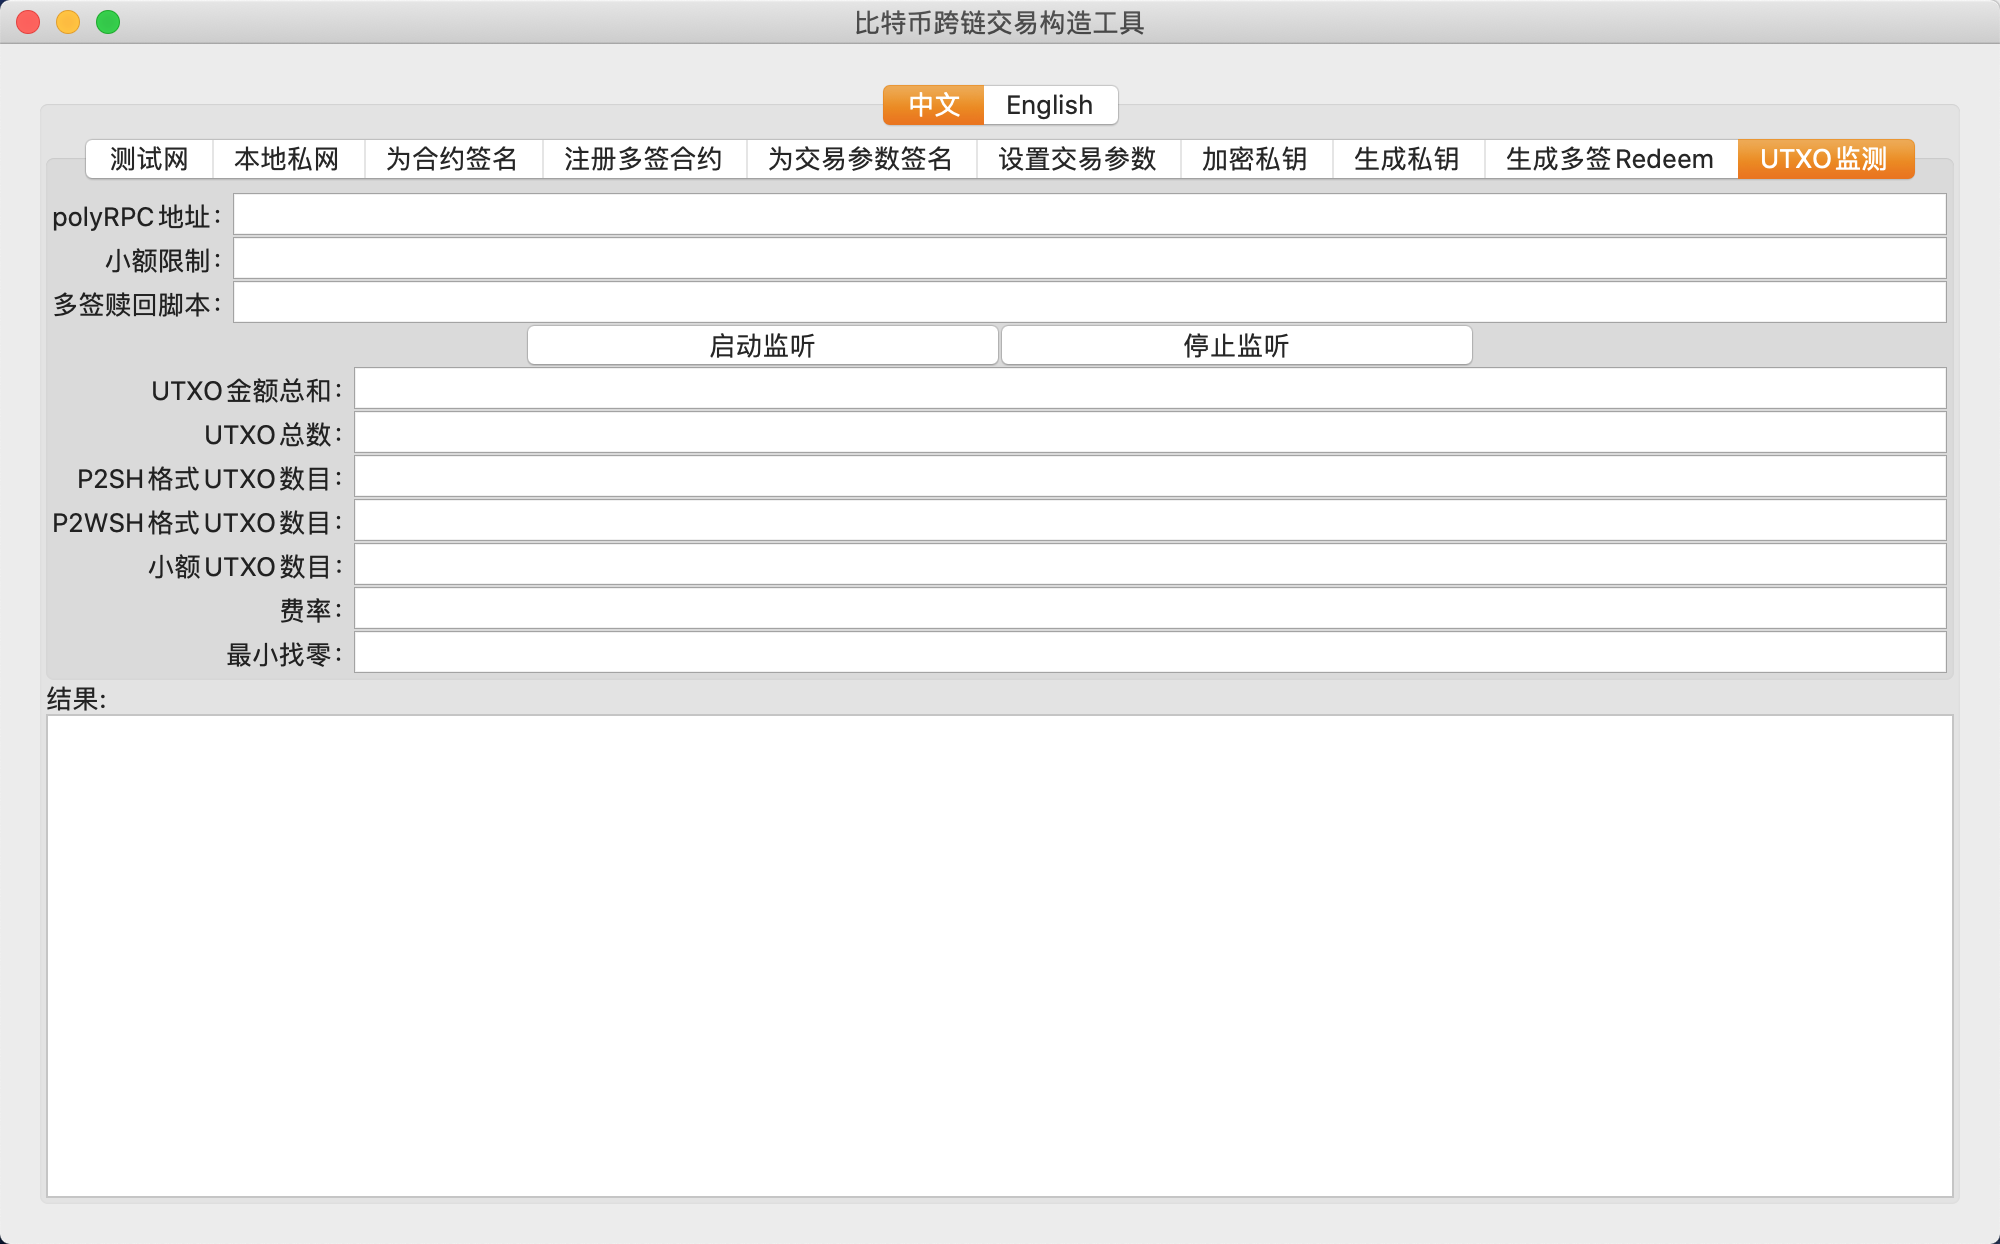 比特币跨链交易构造工具
中文 English
测试网 本地私网 为合约签名 注册多签合约 为交易参数签名 设置交易参数 加密私钥 生成私钥 生成多签Redeem UTXO监测
polyRPC地址：
小额限制：
多签赎回脚本：
启动监听 停止监听
UTXO金额总和：
UTXO总数：
P2SH格式UTXO数目：
P2WSH格式UTXO数目：
小额UTXO数目：
费率：
最小找零：
结果: